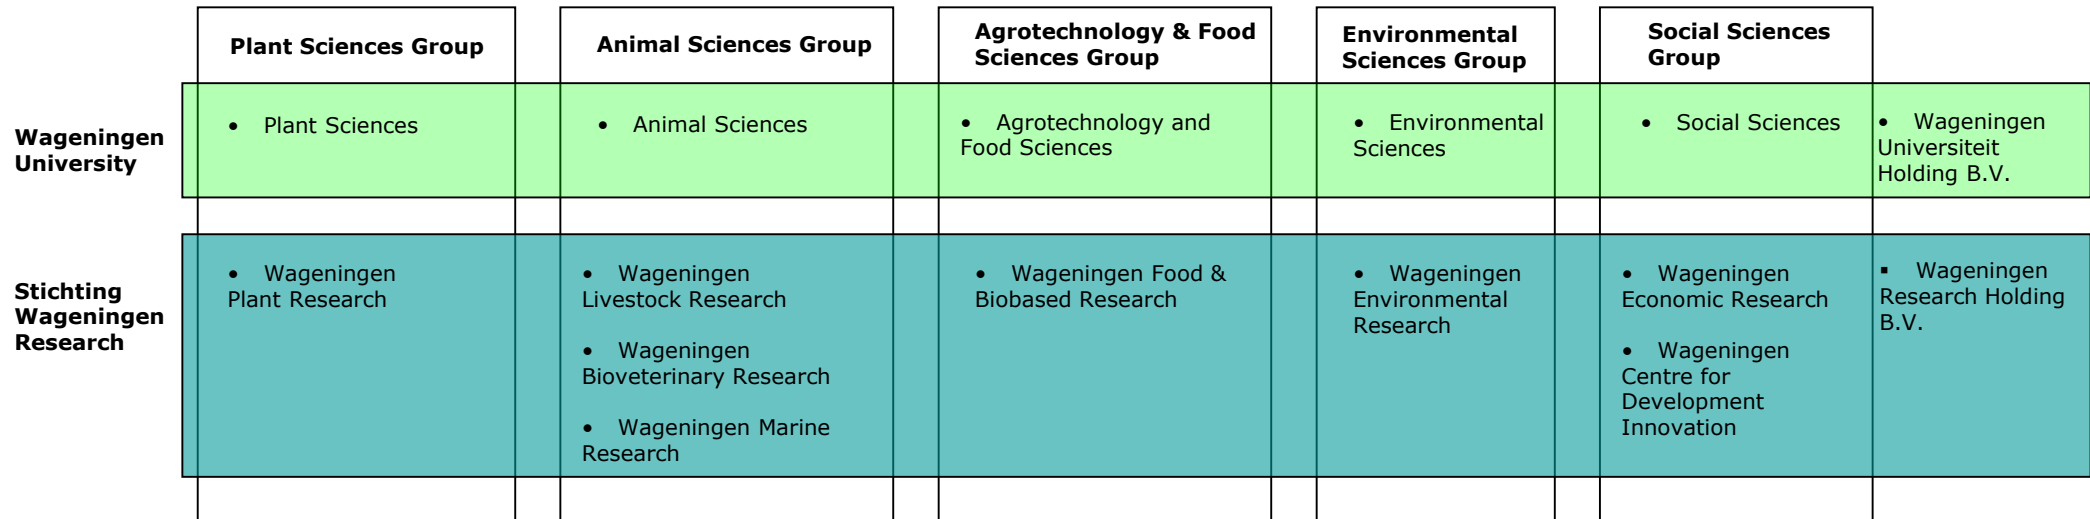 Plant Sciences Group
Animal Sciences Group
Agrotechnology & Food
Sciences Group
Environmental
Sciences Group
Social Sciences
Group
Wageningen
University
• Plant Sciences
• Animal Sciences
• Agrotechnology and
Food Sciences
• Environmental
Sciences
• Social Sciences
• Wageningen
Universiteit
Holding B.V.
Stichting
Wageningen
Research
• Wageningen
Plant Research
• Wageningen
Livestock Research
• Wageningen
Bioveterinary Research
• Wageningen Marine
Research
• Wageningen Food &
Biobased Research
• Wageningen
Environmental
Research
• Wageningen
Economic Research
• Wageningen
Centre for
Development
Innovation
▪ Wageningen
Research Holding
B.V.